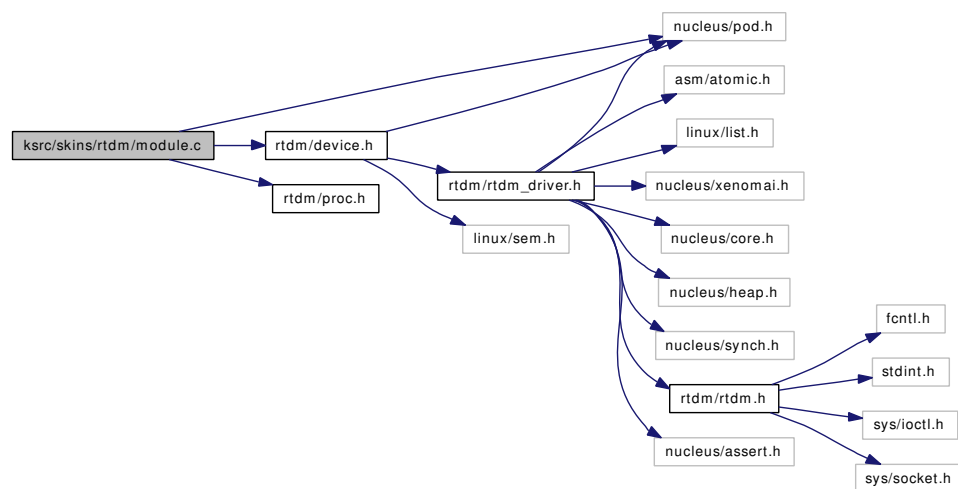 nucleus/pod.h
asm/atomic.h
linux/list.h
ksrc/skins/rtdm/module.c
rtdm/device.h
rtdm/rtdm_driver.h
nucleus/xenomai.h
rtdm/proc.h
linux/sem.h
nucleus/core.h
nucleus/heap.h
fcntl.h
nucleus/synch.h
stdint.h
rtdm/rtdm.h
sys/ioctl.h
nucleus/assert.h
sys/socket.h